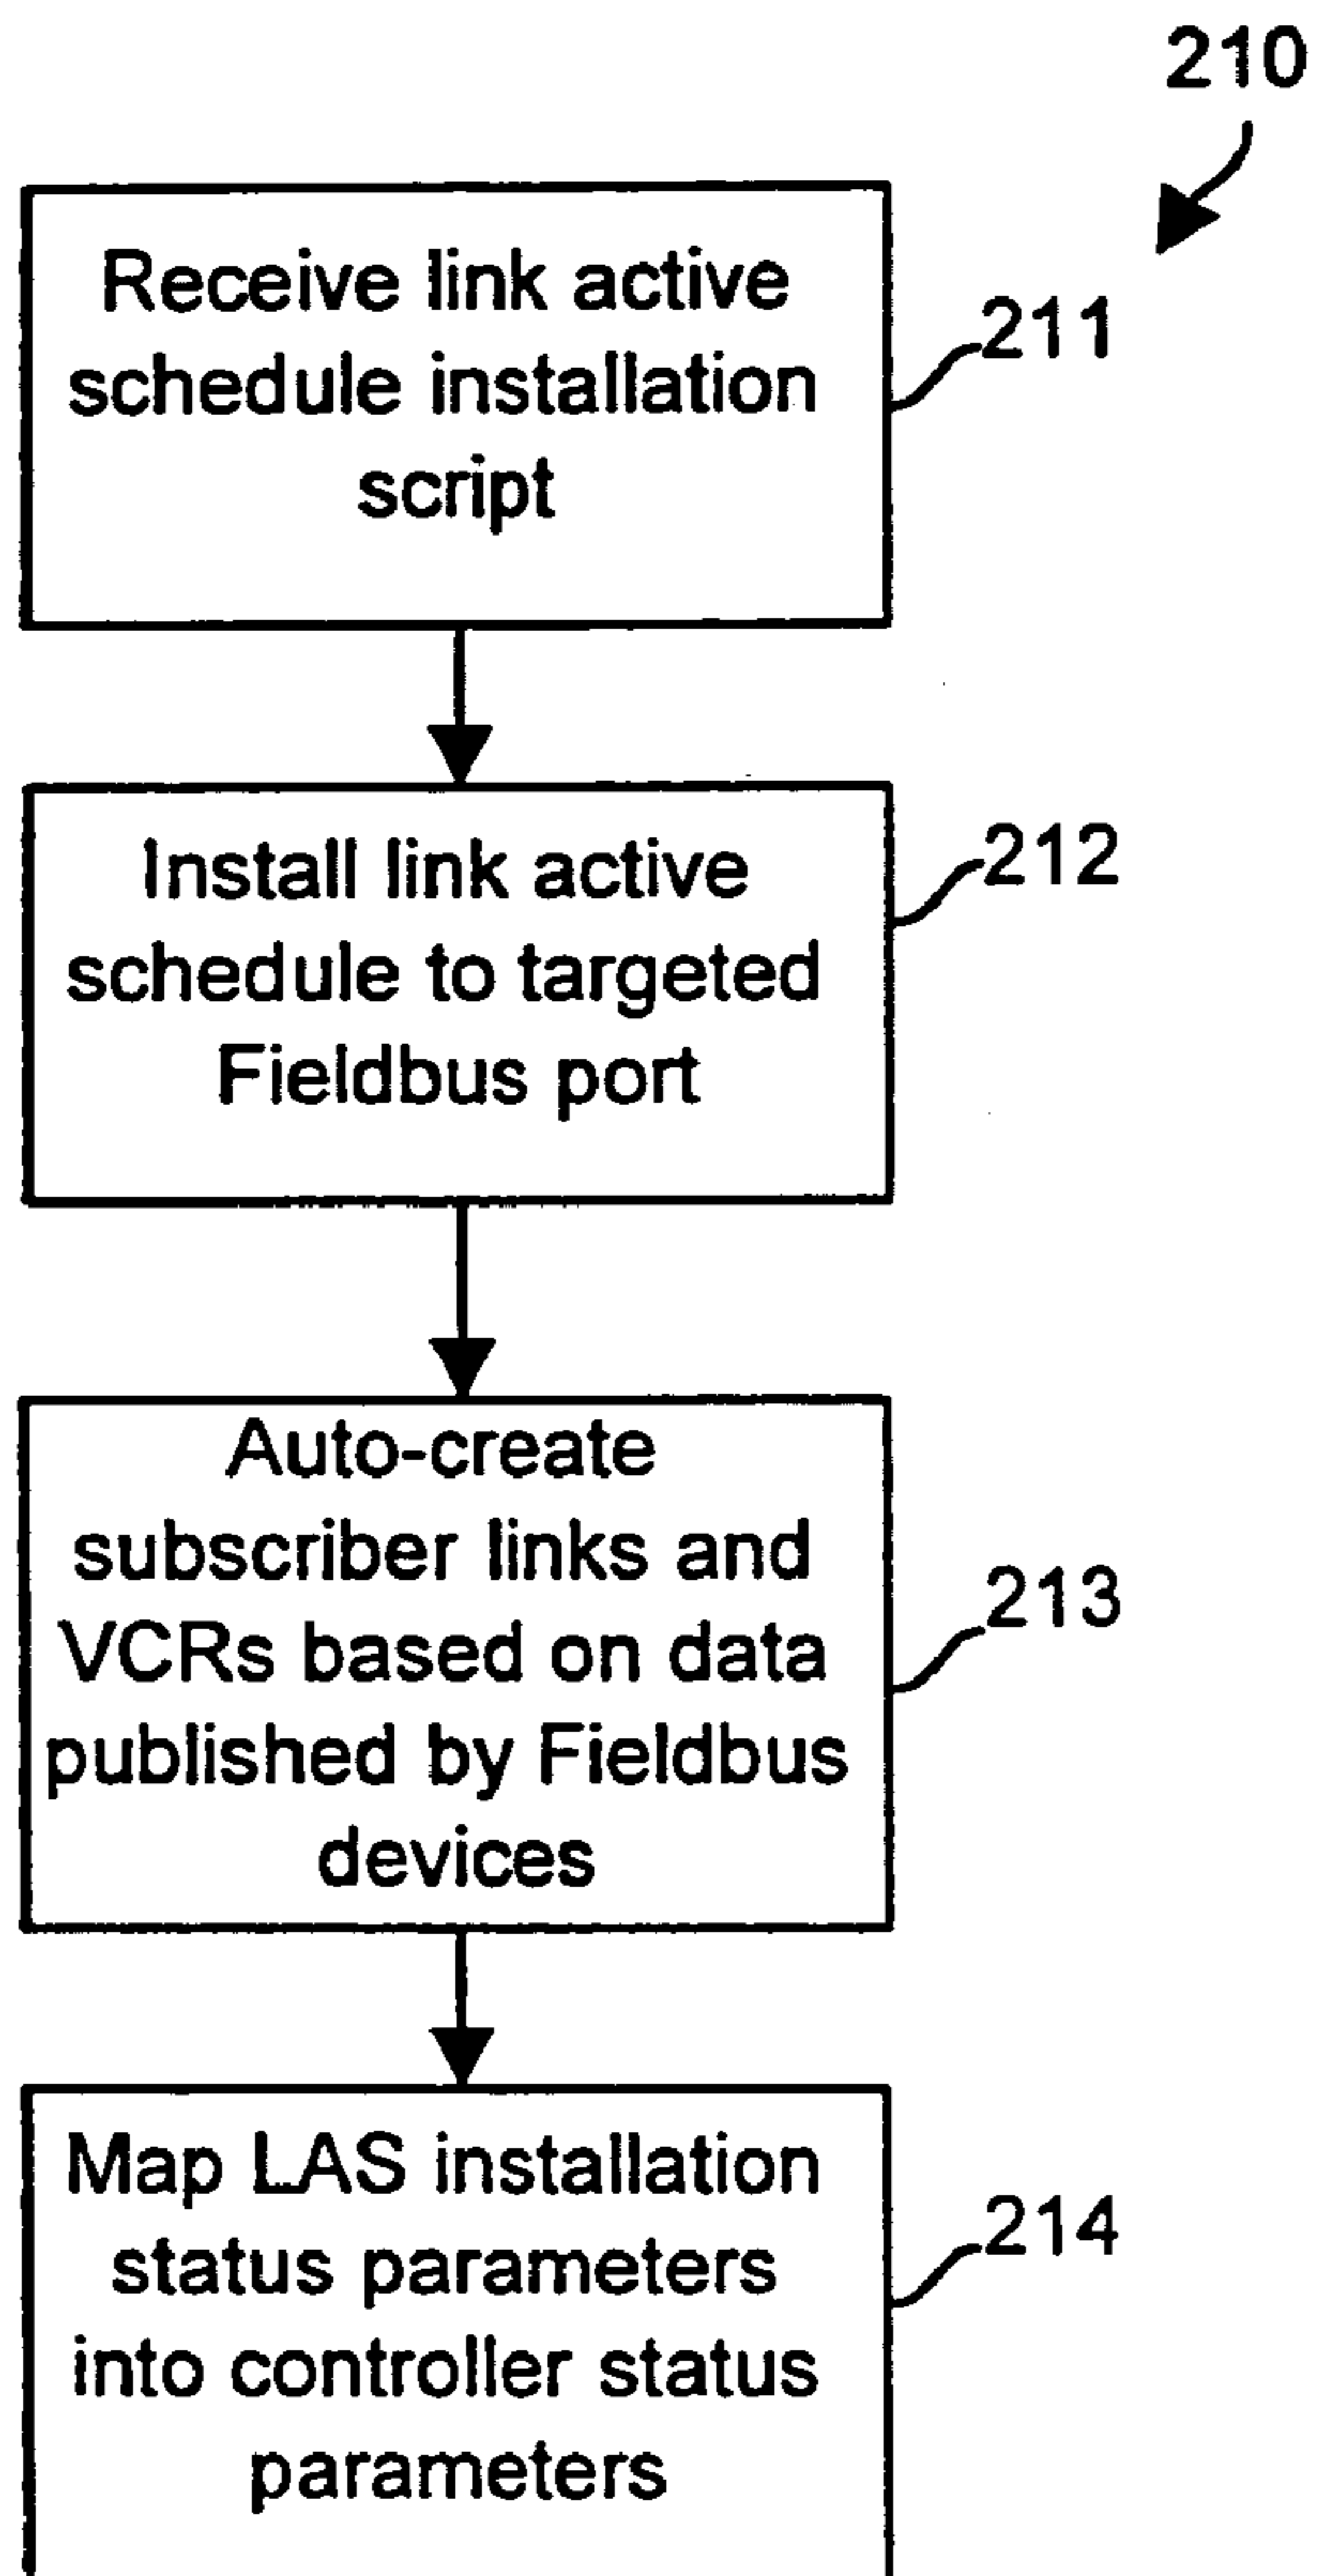 210
Receive link active
schedule installation
script
211
Install link active
schedule to targeted
Fieldbus port
212
Auto-create
subscriber links and
VCRs based on data
published by Fieldbus
devices
213
Map LAS installation
status parameters
into controller status
parameters
214